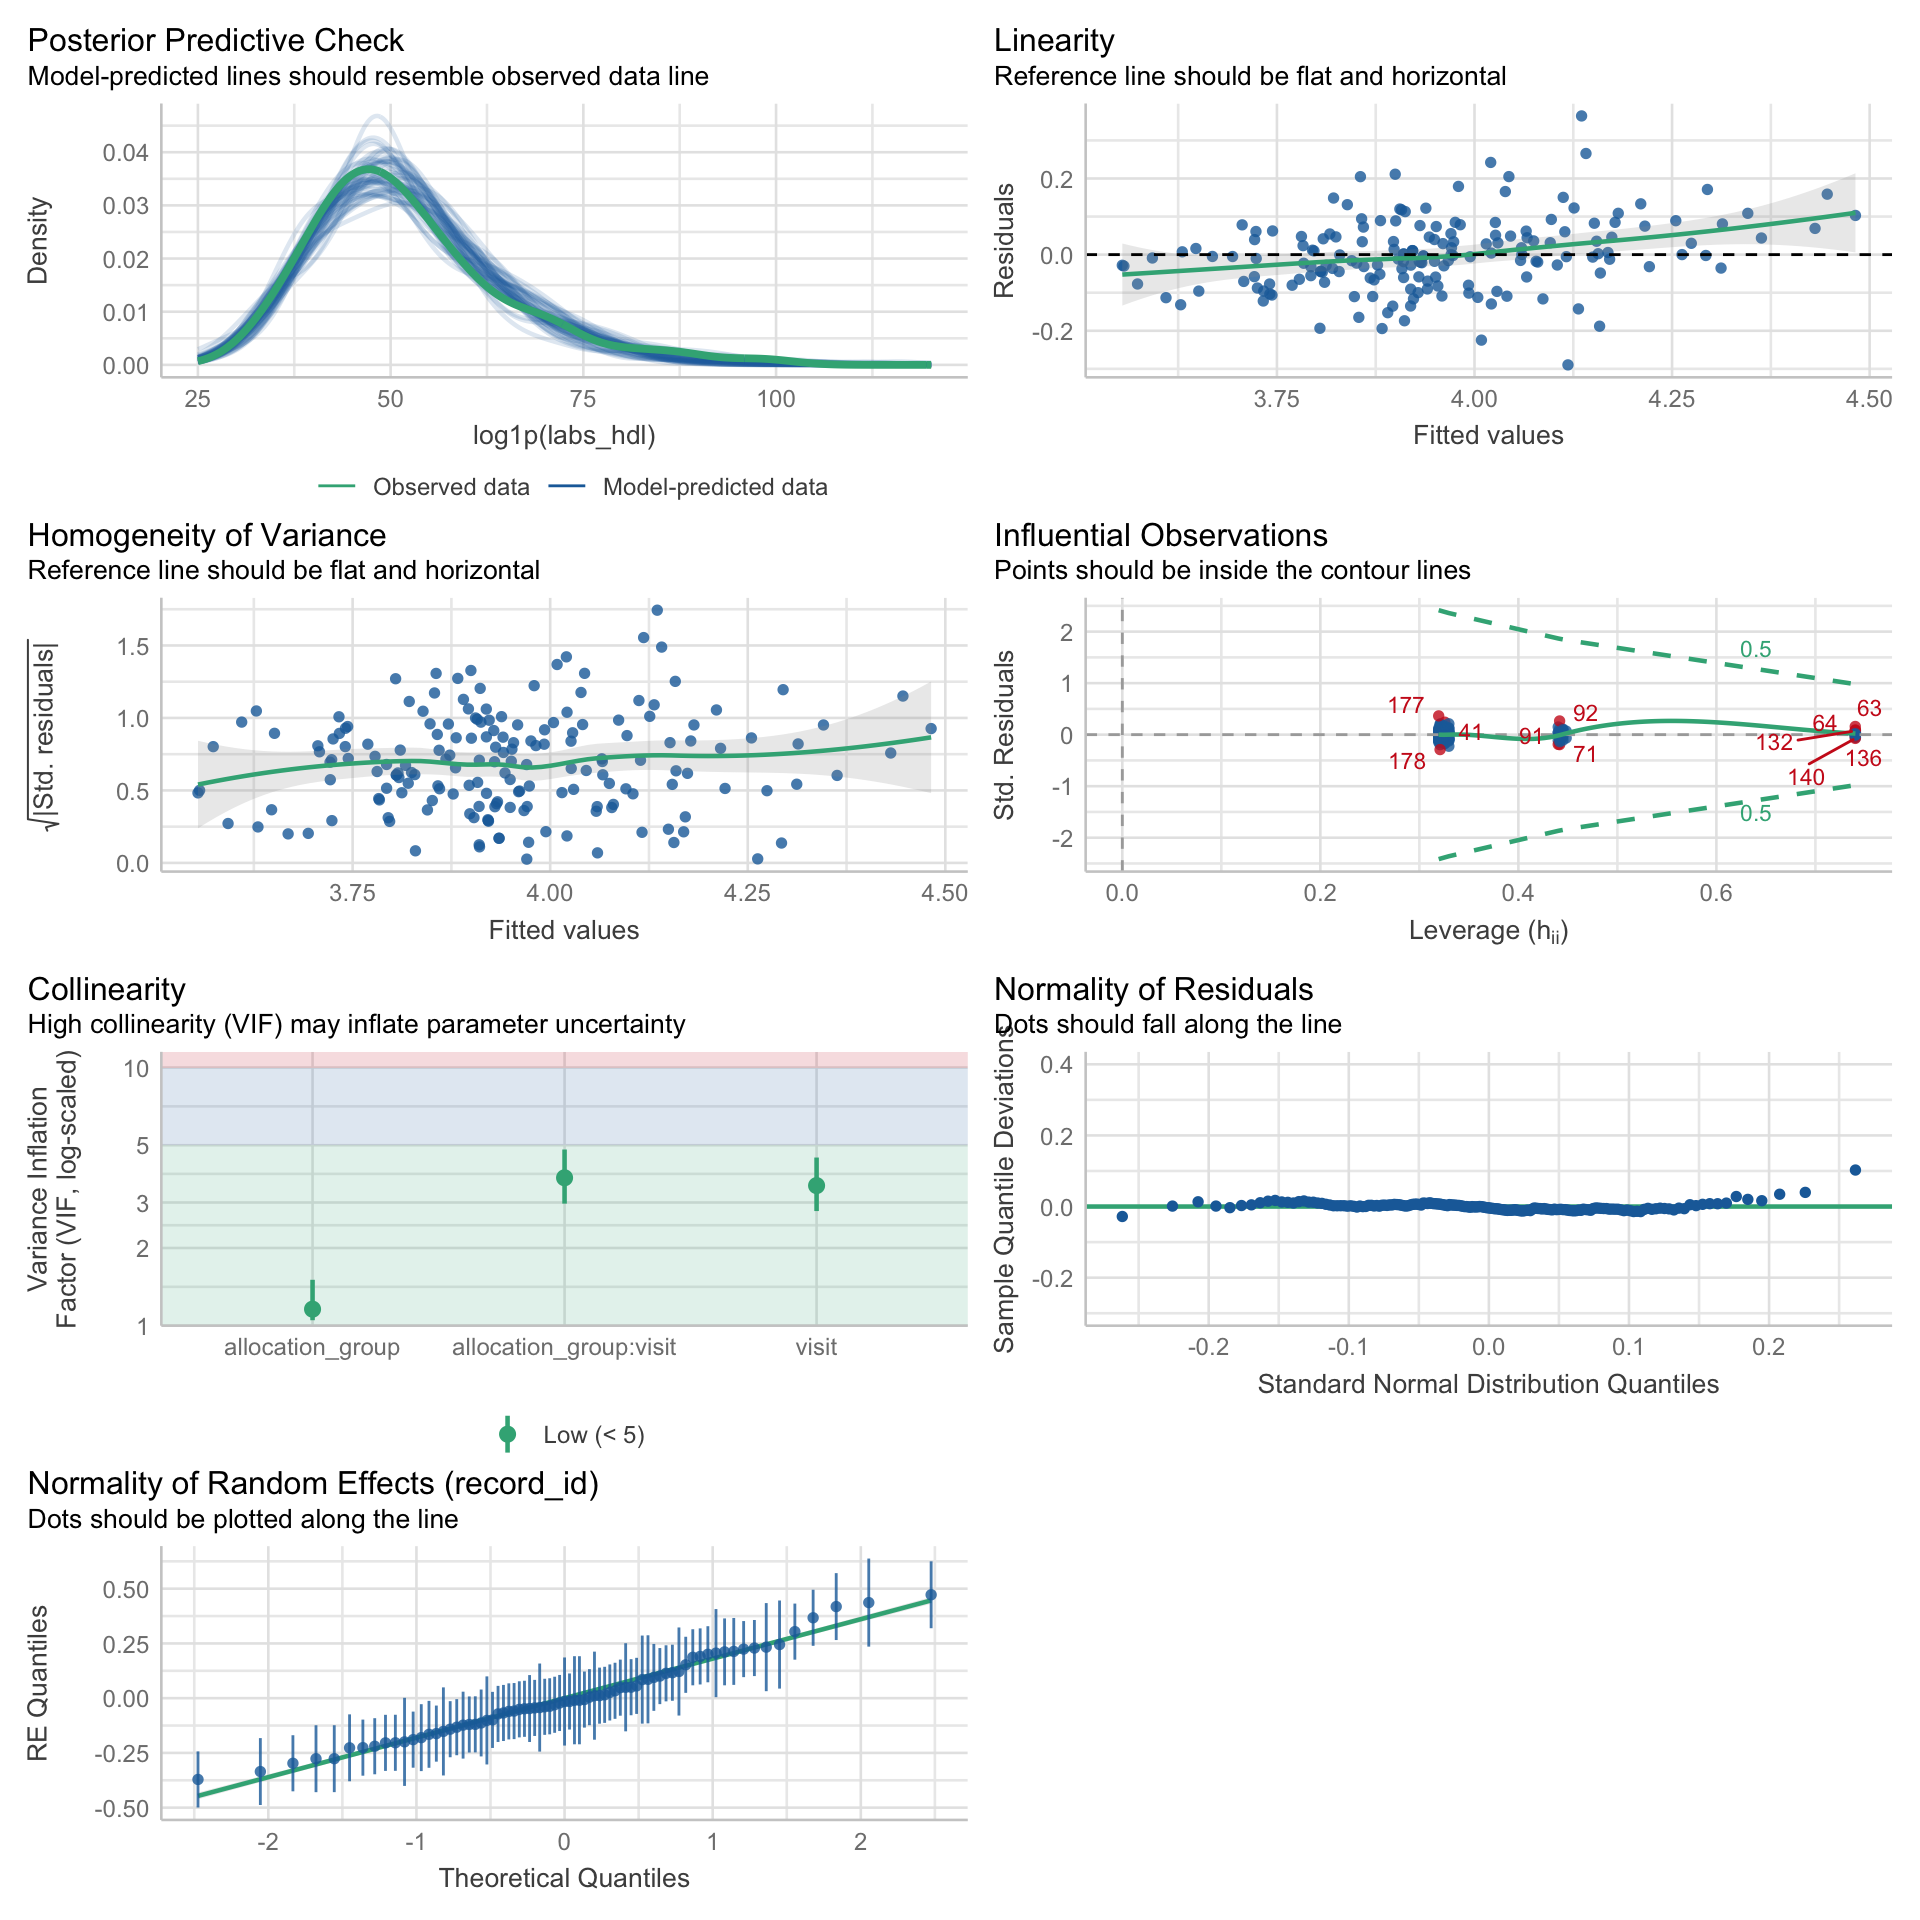 Posterior Predictive Check
Model-predicted lines should resemble observed data line
Density
0.04
0.03
0.02
0.01
0.00
25
50
75
100
log1p(labs_hdl)
Observed data
Model-predicted data
Linearity
Reference line should be flat and horizontal
Residuals
0.2
0.0
-0.2
3.75
4.00
4.25
4.50
Fitted values
Homogeneity of Variance
Reference line should be flat and horizontal
√|Std. residuals|
1.5
1.0
0.5
0.0
3.75
4.00
4.25
4.50
Fitted values
Influential Observations
Points should be inside the contour lines
Std. Residuals
2
1
0
-1
-2
0.5
177
92
63
64
41
91
132
178
71
136
140
0.5
0.0
0.2
0.4
0.6
Leverage (hii)
Collinearity
High collinearity (VIF) may inflate parameter uncertainty
Variance Inflation
Factor (VIF, log-scaled)
10
5
3
2
1
allocation_group
allocation_group:visit
visit
Low (< 5)
Normality of Residuals
Dots should fall along the line
Sample Quantile Deviations
0.4
0.2
0.0
-0.2
-0.2
-0.1
0.0
0.1
0.2
Standard Normal Distribution Quantiles
Normality of Random Effects (record_id)
Dots should be plotted along the line
RE Quantiles
0.50
0.25
0.00
-0.25
-0.50
-2
-1
0
1
2
Theoretical Quantiles